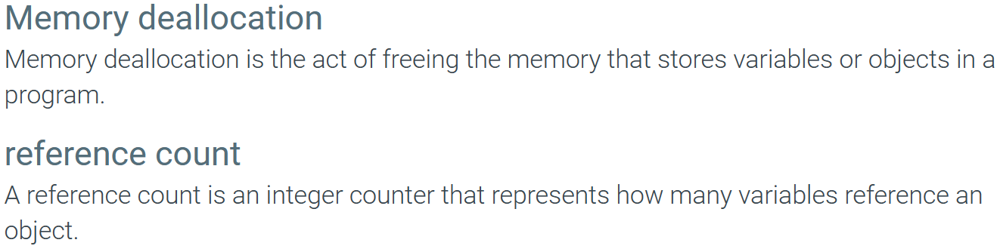 Memory deallocation
Memory deallocation is the act of freeing the memory that stores variables or objects in a
program.
reference count
A reference count is an integer counter that represents how many variables reference an
object.